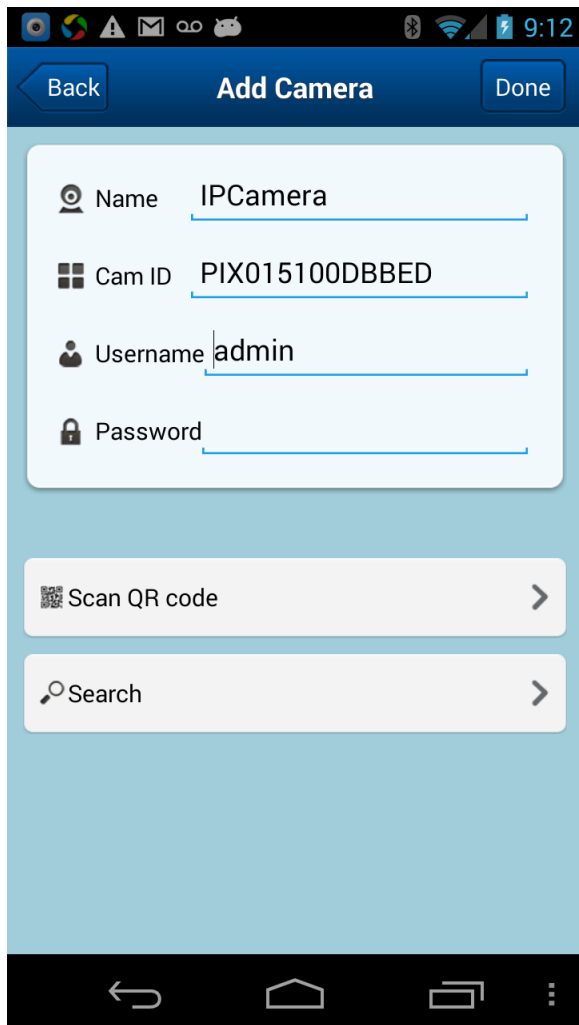 9:12
Back Add Camera Done
Name IPCamera
Cam ID PIX015100DBBED
Username admin
Password
Scan QR code
Search